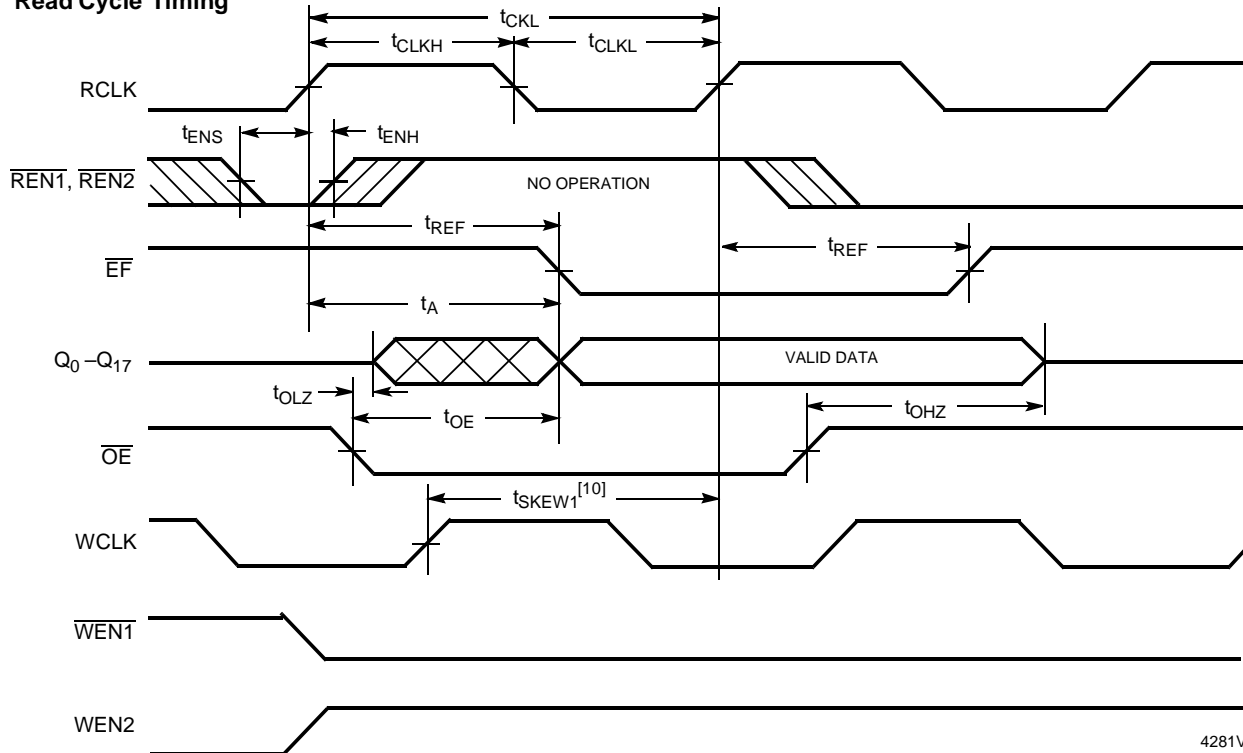 Read Cycle Timing
tCKL
tCLKH tCLKL
RCLK
tENS tENH
REN1, REN2 NO OPERATION
tREF tREF
EF
tA
Q0 –Q17 VALID DATA
tOLZ tOE tOHZ
OE
tSKEW1[10]
WCLK
WEN1
WEN2
4281V